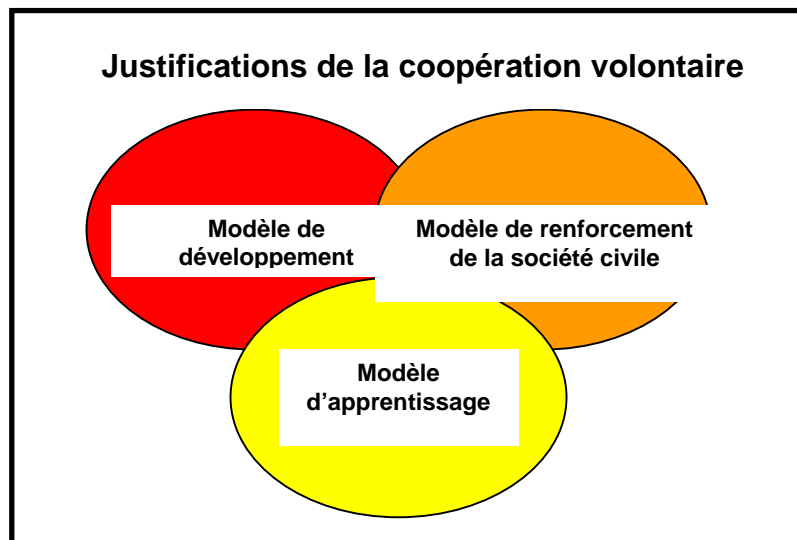 Justifications de la coopération volontaire
Modèle de
développement
Modèle de renforcement
de la société civile
Modèle
d’apprentissage